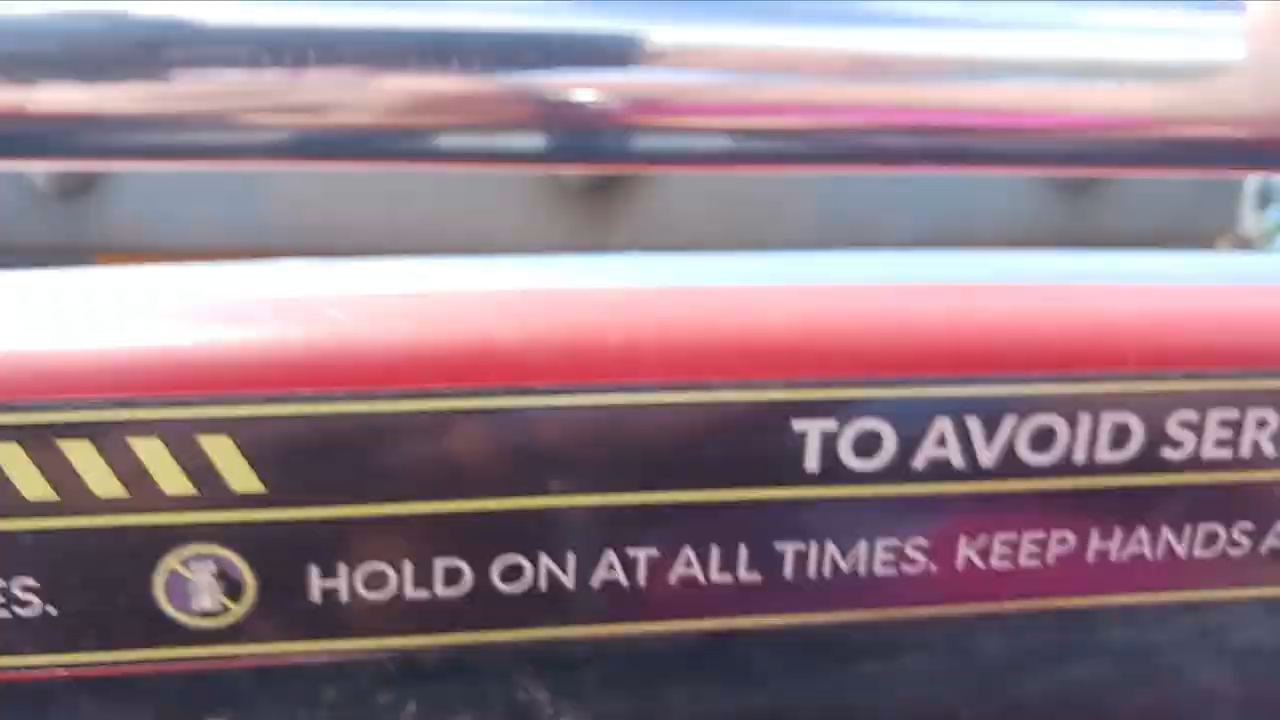 TO AVOID SER
ES. HOLD ON AT ALL TIMES. KEEP HANDS A